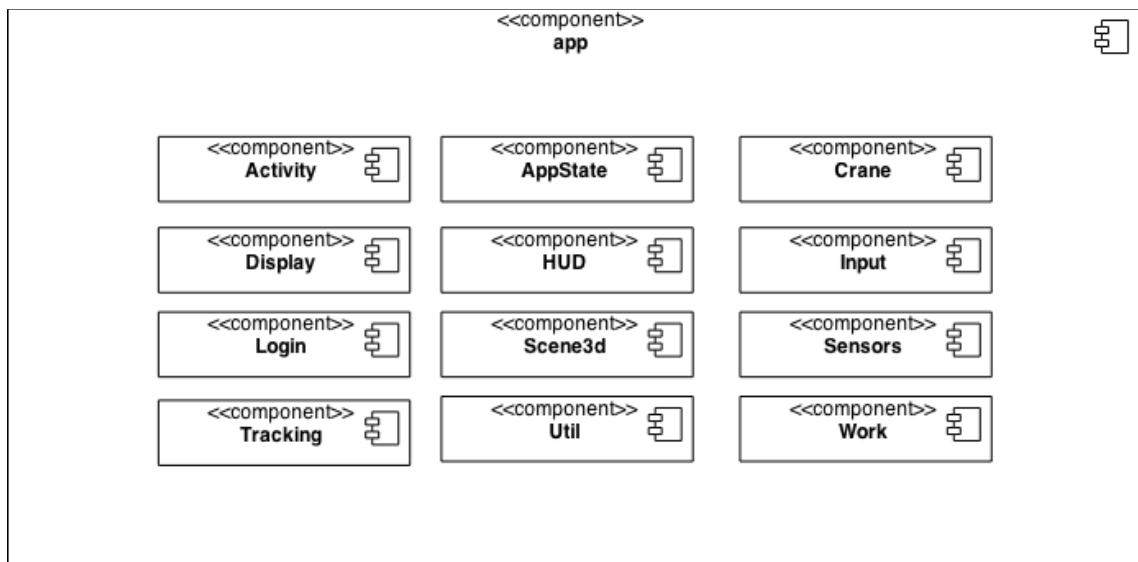 <<component>>
app
<<component>>
Activity
<<component>>
AppState
<<component>>
Crane
<<component>>
Display
<<component>>
HUD
<<component>>
Input
<<component>>
Login
<<component>>
Scene3d
<<component>>
Sensors
<<component>>
Tracking
<<component>>
Util
<<component>>
Work